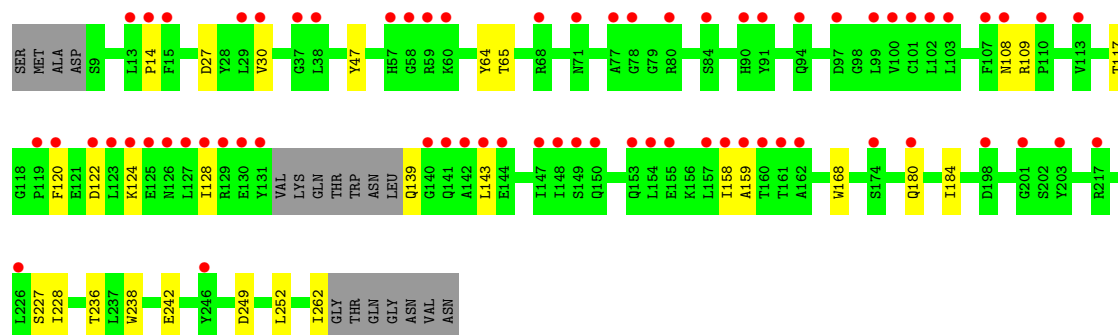 SER MET ALA ASP S9 L13 P14 F15 D27 Y28 L29 V30 G37 L38 Y47 H57 G58 R59 K60 Y64 T65 R68 N71 A77 G78 G79 R80 S84 H90 Y91 Q94 D97 G98 L99 V100 C101 L102 L103 F107 N108 R109 P110 V113 T117
G118 P119 F120 E121 D122 L123 K124 E125 N126 L127 I128 R129 E130 Y131 VAL LYS GLN THR TRP ASN LEU Q139 G140 Q141 A142 L143 E144 I147 I148 S149 Q150 Q153 L154 E155 K156 L157 I158 A159 T160 T161 A162 W168 S174 Q180 I184 D198 G201 S202 Y203 R217
L226 S227 I228 T236 L237 W238 E242 Y246 D249 L252 I262 GLY THR GLN GLY ASN VAL ASN